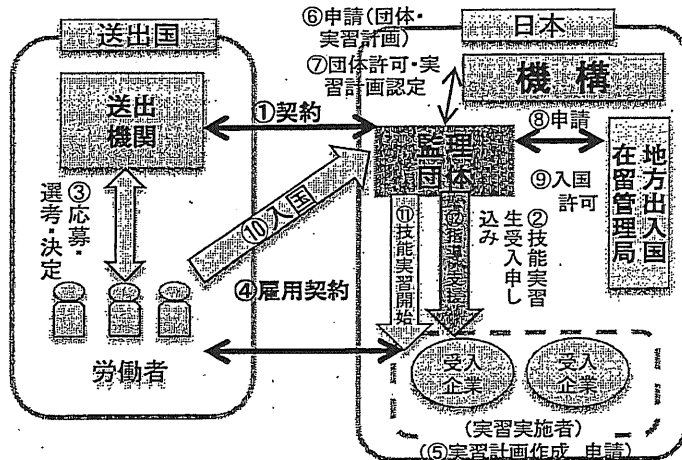 送出国
日本
⑥申請(団体・
実習計画)
⑦団体許可・実
習計画認定
機構
送出
機関
①契約
監理
団体
⑧申請
⑨入国
許可
地方出入国
在留管理局
③応募・
選考・決定
⑩入国
⑪技能実習開始
⑫指導・支援
②技能実習
生受入申し
込み
④雇用契約
労働者
受入
企業
受入
企業
(実習実施者)
(⑤実習計画作成 申請)